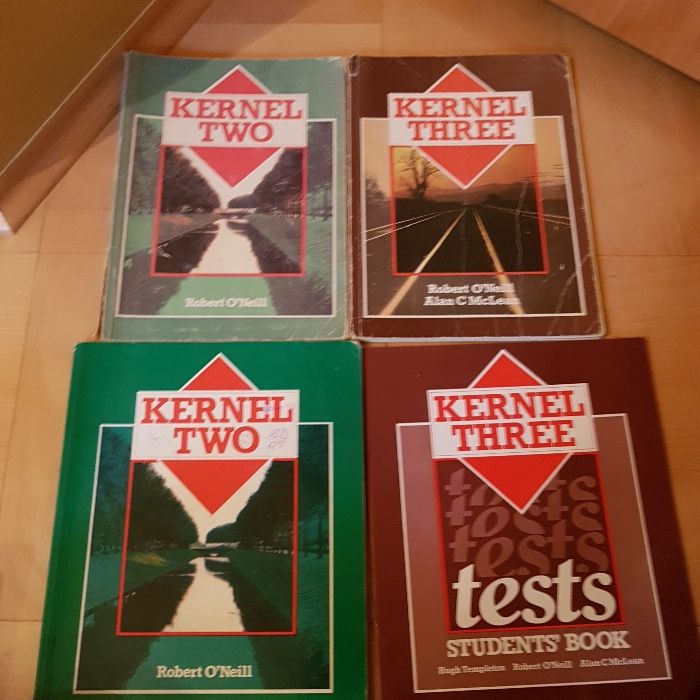 KERNEL
TWO
Robert O'Neill
KERNEL
THREE
Robert O'Neill
Alan C McLean
KERNEL
TWO
Robert O'Neill
KERNEL
THREE
tests
tests
tests
tests
STUDENTS' BOOK
Hugh Templeton Robert O'Neill Alan C McLean